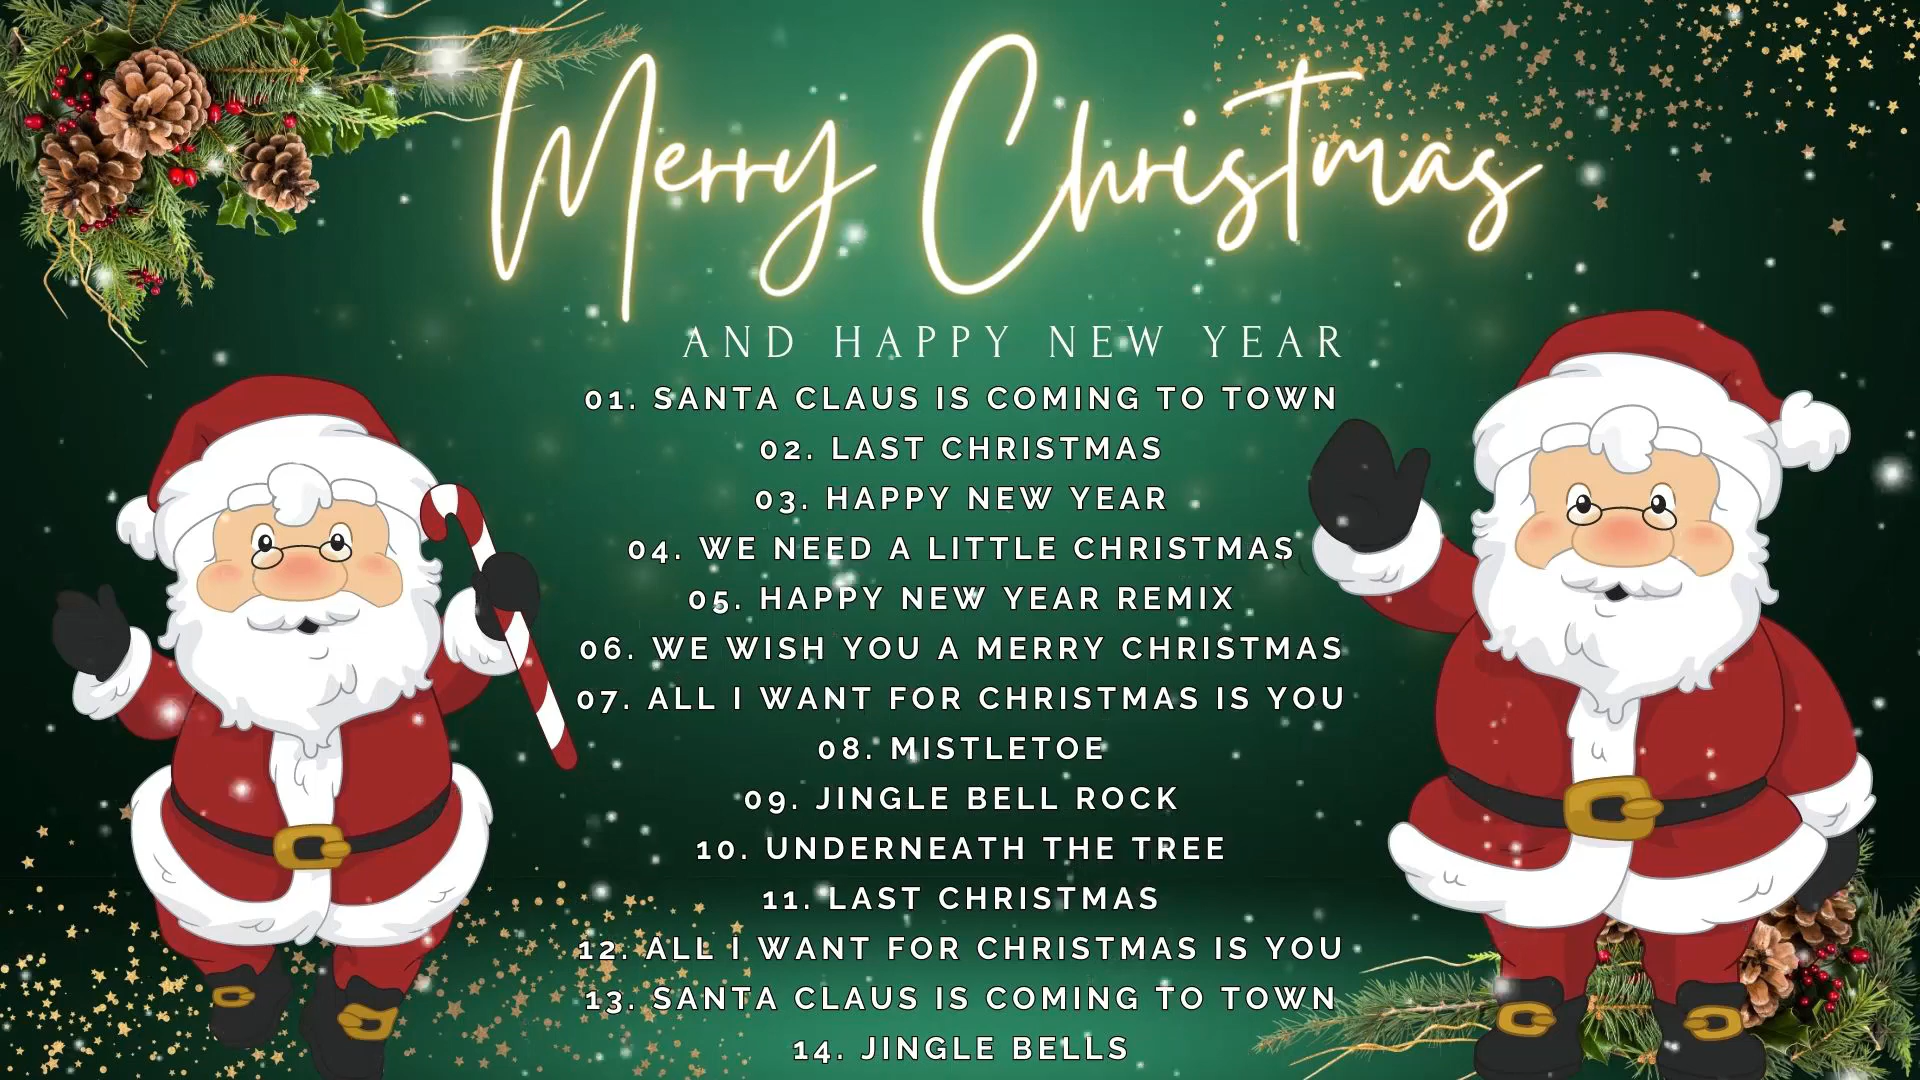 Merry Christmas
AND HAPPY NEW YEAR
01. SANTA CLAUS IS COMING TO TOWN
02. LAST CHRISTMAS
03. HAPPY NEW YEAR
04. WE NEED A LITTLE CHRISTMAS
05. HAPPY NEW YEAR REMIX
06. WE WISH YOU A MERRY CHRISTMAS
07. ALL I WANT FOR CHRISTMAS IS YOU
08. MISTLETOE
09. JINGLE BELL ROCK
10. UNDERNEATH THE TREE
11. LAST CHRISTMAS
12. ALL I WANT FOR CHRISTMAS IS YOU
13. SANTA CLAUS IS COMING TO TOWN
14. JINGLE BELLS